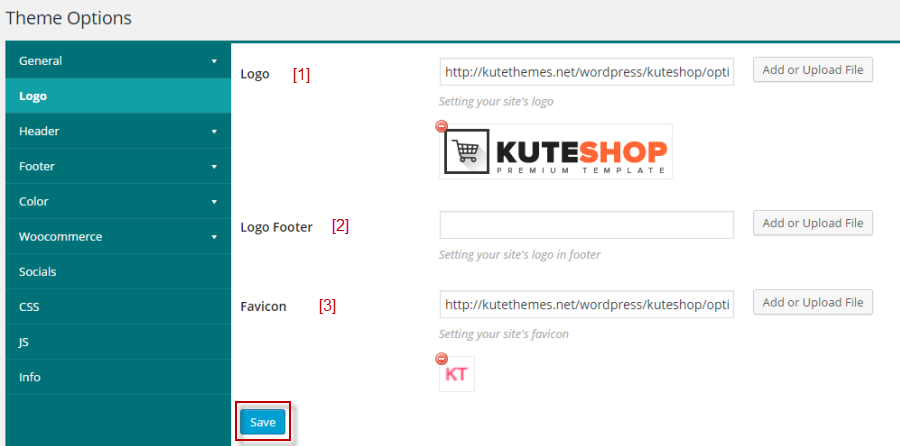 Theme Options
General
Logo
Header
Footer
Color
Woocommerce
Socials
CSS
JS
Info
Logo [1] http://kutethemes.net/wordpress/kuteshop/opti Add or Upload File
Setting your site's logo
KUTESHOP
PREMIUM TEMPLATE
Logo Footer [2] Add or Upload File
Setting your site's logo in footer
Favicon [3] http://kutethemes.net/wordpress/kuteshop/opti Add or Upload File
Setting your site's favicon
KT
Save